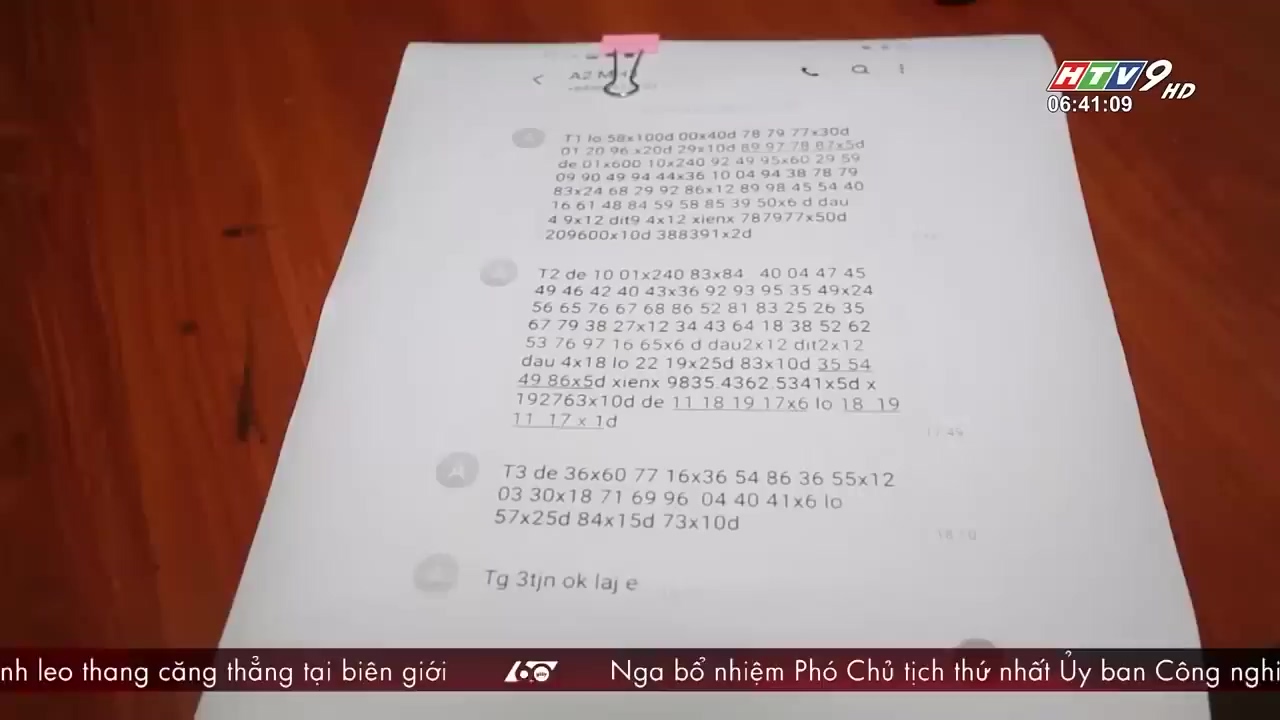 HTV9 HD
06:41:09
T1 lo 58x100d 00x40d 78 79 77x30d
01 20 96 x20d 29x10d 89 97 78 87x5d
de 01x600 10x240 92 49 95x60 29 59
09 90 49 94 44x36 10 04 94 38 78 79
83x24 68 29 92 86x12 89 98 45 54 40
16 61 48 84 59 58 85 39 50x6 d dau
4 9x12 dit9 4x12 xienx 787977x50d
209600x10d 388391x2d
T2 de 10 01x240 83x84 40 04 47 45
49 46 42 40 43x36 92 93 95 35 49x24
56 65 76 67 68 86 52 81 83 25 26 35
67 79 38 27x12 34 43 64 18 38 52 62
53 76 97 16 65x6 d dau2x12 dit2x12
dau 4x18 lo 22 19x25d 83x10d 35 54
49 86x5d xienx 9835.4362.5341x5d x
192763x10d de 11 18 19 17x6 lo 18 19
11 17 x 1d
T3 de 36x60 77 16x36 54 86 36 55x12
03 30x18 71 69 96 04 40 41x6 lo
57x25d 84x15d 73x10d
Tg 3tjn ok laj e
nh leo thang căng thẳng tại biên giới
60 giây
Nga bổ nhiệm Phó Chủ tịch thứ nhất Ủy ban Công nghi